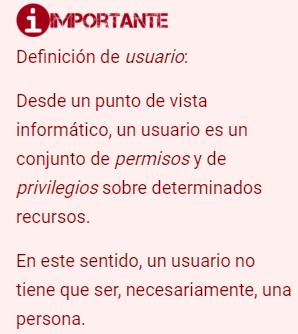 IMPORTANTE
Definición de usuario:
Desde un punto de vista
informático, un usuario es un
conjunto de permisos y de
privilegios sobre determinados
recursos.
En este sentido, un usuario no
tiene que ser, necesariamente, una
persona.